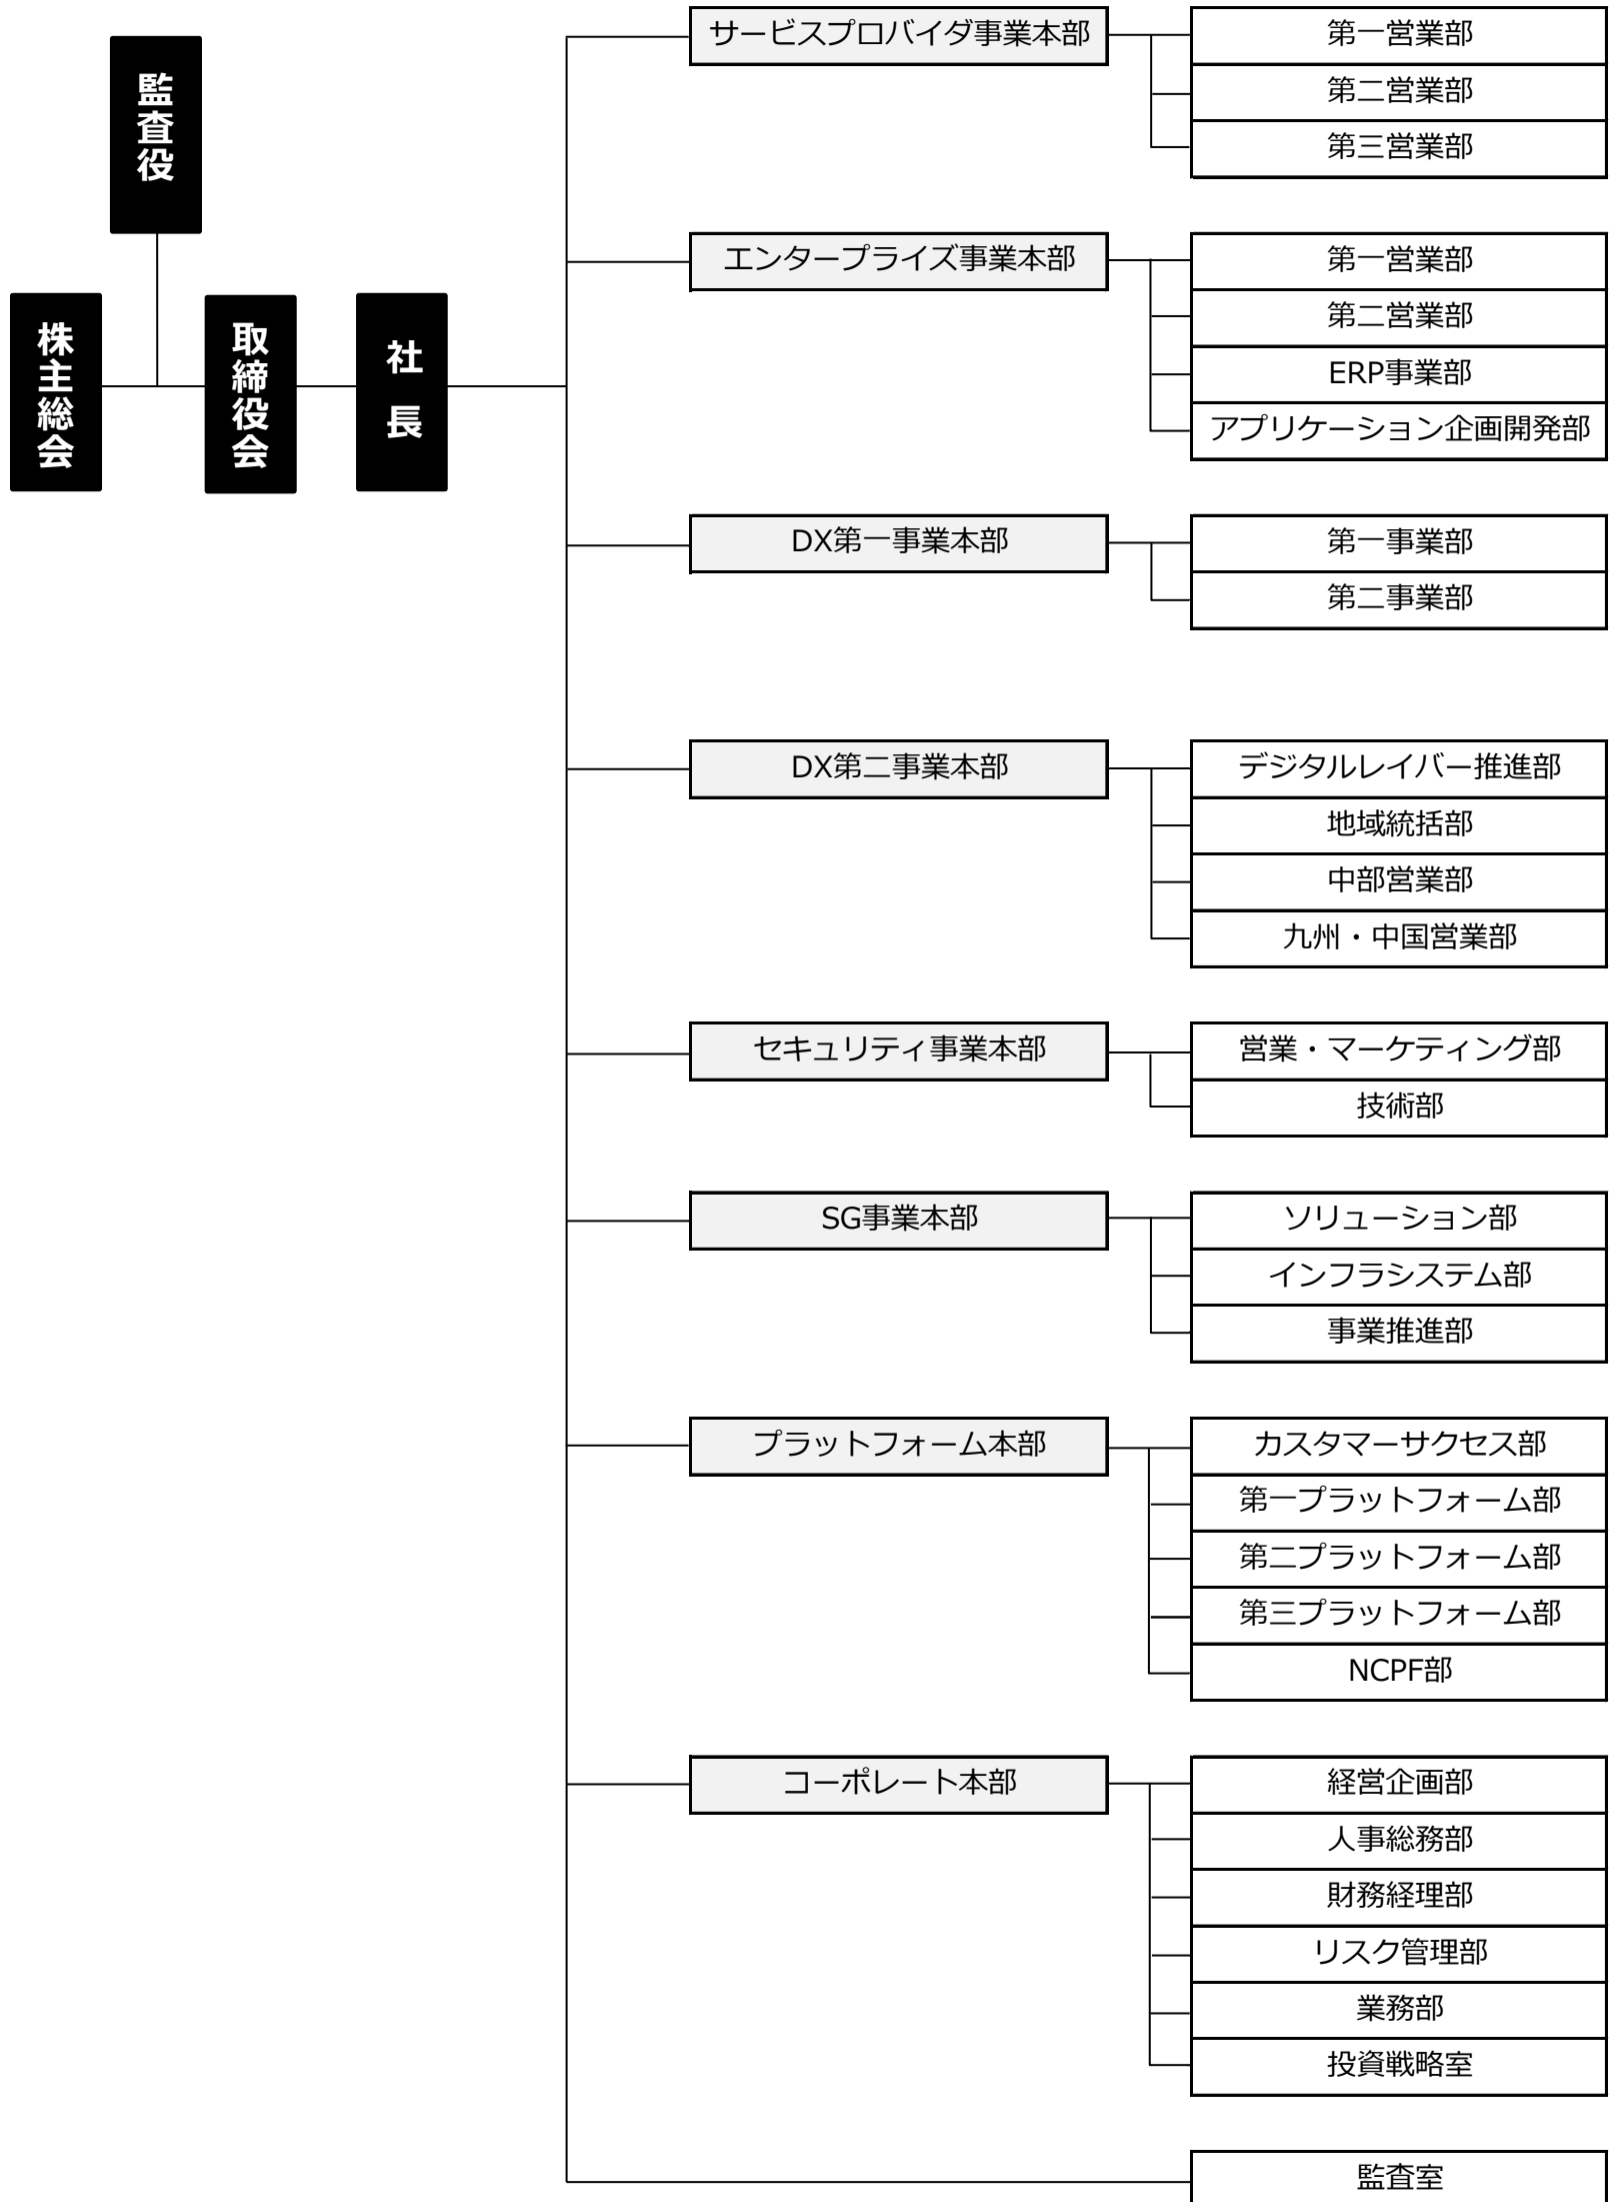 監査役
株主総会
取締役会
社長
サービスプロバイダ事業本部
第一営業部
第二営業部
第三営業部
エンタープライズ事業本部
第一営業部
第二営業部
ERP事業部
アプリケーション企画開発部
DX第一事業本部
第一事業部
第二事業部
DX第二事業本部
デジタルレイバー推進部
地域統括部
中部営業部
九州・中国営業部
セキュリティ事業本部
営業・マーケティング部
技術部
SG事業本部
ソリューション部
インフラシステム部
事業推進部
プラットフォーム本部
カスタマーサクセス部
第一プラットフォーム部
第二プラットフォーム部
第三プラットフォーム部
NCPF部
コーポレート本部
経営企画部
人事総務部
財務経理部
リスク管理部
業務部
投資戦略室
監査室